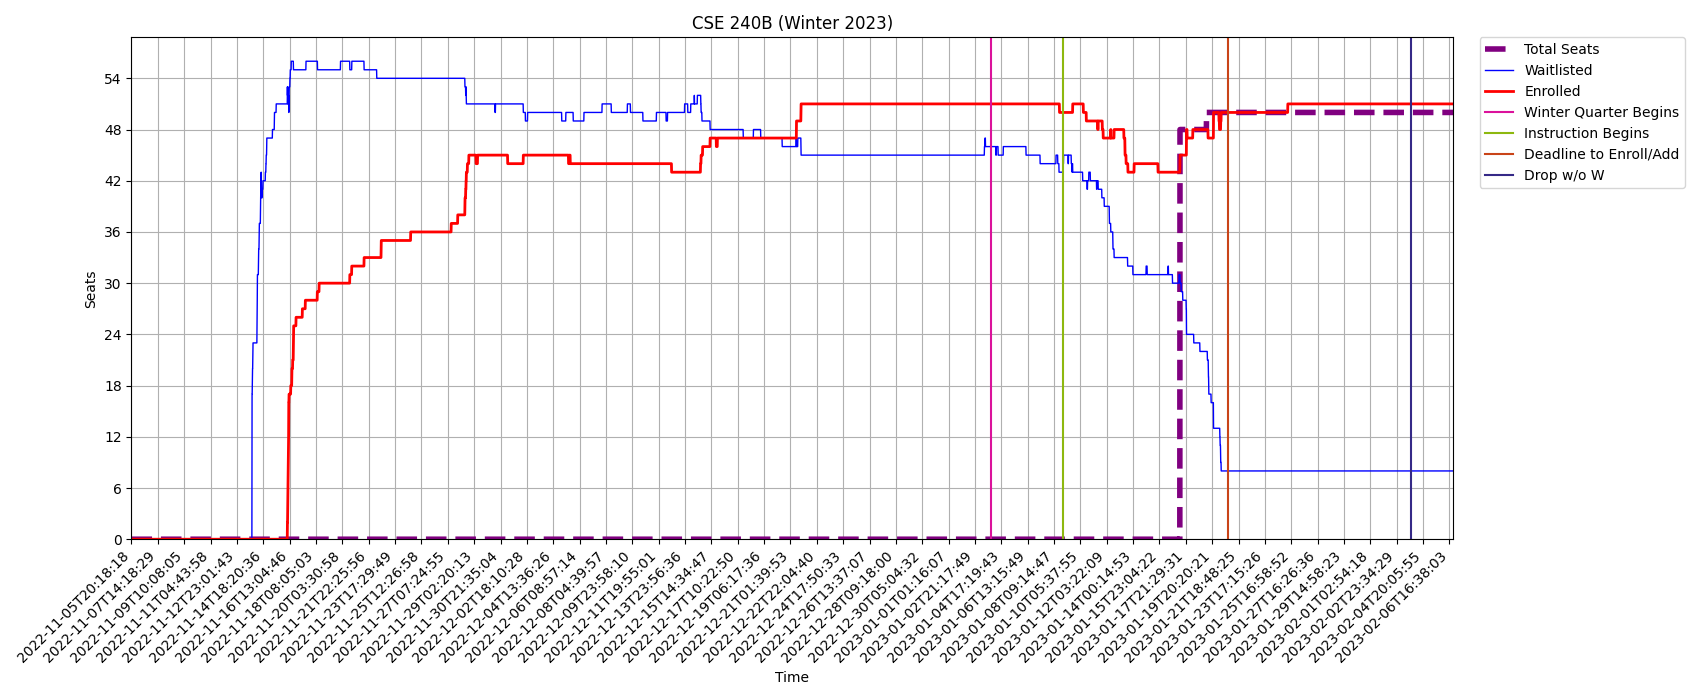 CSE 240B (Winter 2023)
Total Seats
Waitlisted
Enrolled
Winter Quarter Begins
Instruction Begins
Deadline to Enroll/Add
Drop w/o W
Seats
54
48
42
36
30
24
18
12
6
0
2022-11-05T20:18:18
2022-11-07T14:18:29
2022-11-09T10:08:05
2022-11-11T04:43:58
2022-11-12T23:01:43
2022-11-14T18:20:36
2022-11-16T13:04:46
2022-11-18T08:05:03
2022-11-20T03:30:58
2022-11-21T22:25:56
2022-11-23T17:29:49
2022-11-25T12:26:58
2022-11-27T07:24:55
2022-11-29T02:20:13
2022-11-30T21:35:04
2022-12-02T18:10:28
2022-12-04T13:36:26
2022-12-06T08:57:14
2022-12-08T04:39:57
2022-12-09T23:58:10
2022-12-11T19:55:01
2022-12-13T23:56:36
2022-12-15T14:34:47
2022-12-17T10:22:50
2022-12-19T06:17:36
2022-12-21T01:39:53
2022-12-22T22:04:40
2022-12-24T17:50:33
2022-12-26T13:37:07
2022-12-28T09:18:00
2022-12-30T05:04:32
2023-01-01T01:16:07
2023-01-02T21:17:49
2023-01-04T17:19:43
2023-01-06T13:15:49
2023-01-08T09:14:47
2023-01-10T05:37:55
2023-01-12T03:22:09
2023-01-14T00:14:53
2023-01-15T23:04:22
2023-01-17T21:29:31
2023-01-19T20:20:21
2023-01-21T18:48:25
2023-01-23T17:15:26
2023-01-25T16:58:52
2023-01-27T16:26:36
2023-01-29T14:58:23
2023-02-01T02:54:18
2023-02-02T23:34:29
2023-02-04T20:05:55
2023-02-06T16:38:03
Time